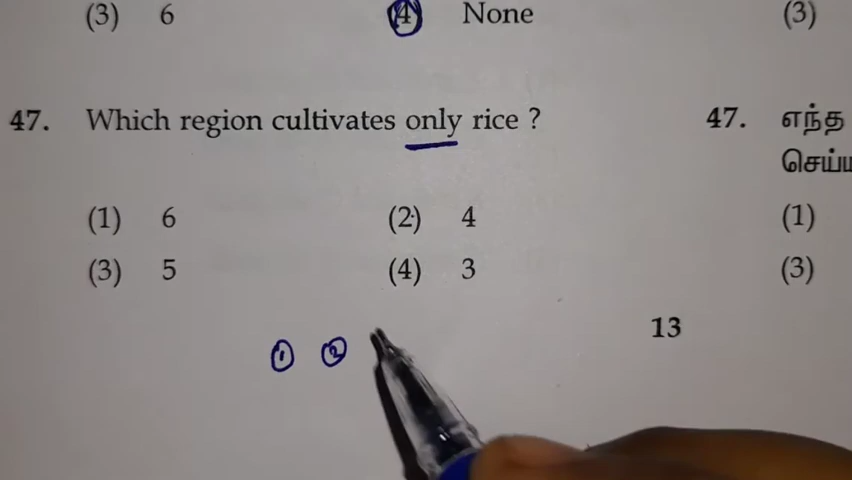 (3) 6 (4) None (3)
47. Which region cultivates only rice ? 47. எந்த
(1) 6 (2) 4 (1)
(3) 5 (4) 3 (3)
13
① ②